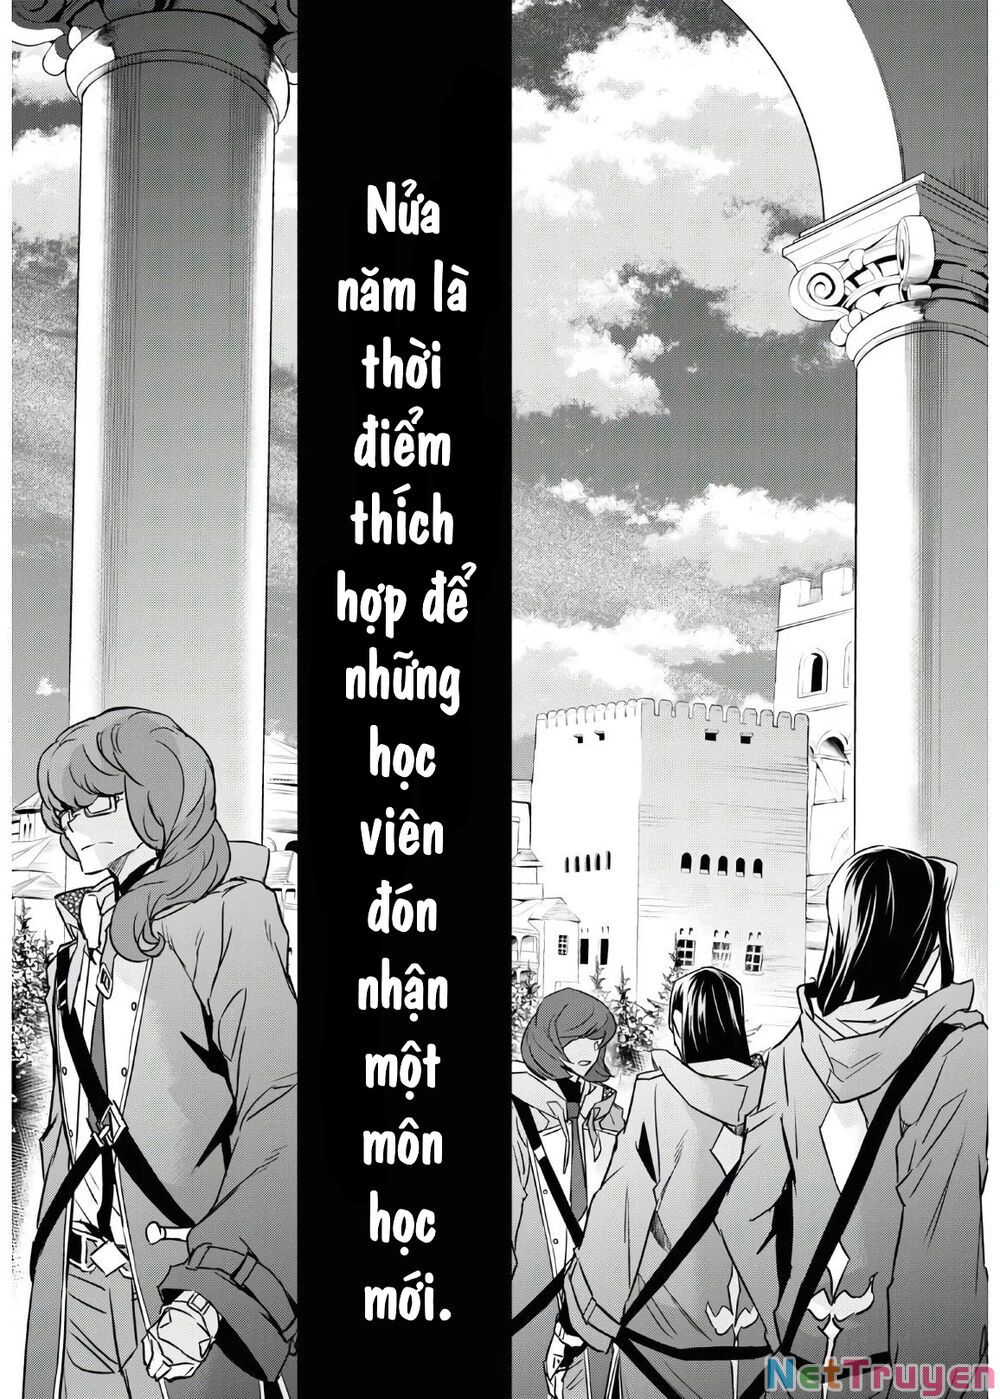 Nửa
năm là
thời
điểm
thích
hợp để
những
học
viên
đón
nhận
một
môn
học
mới.
NetTruyen